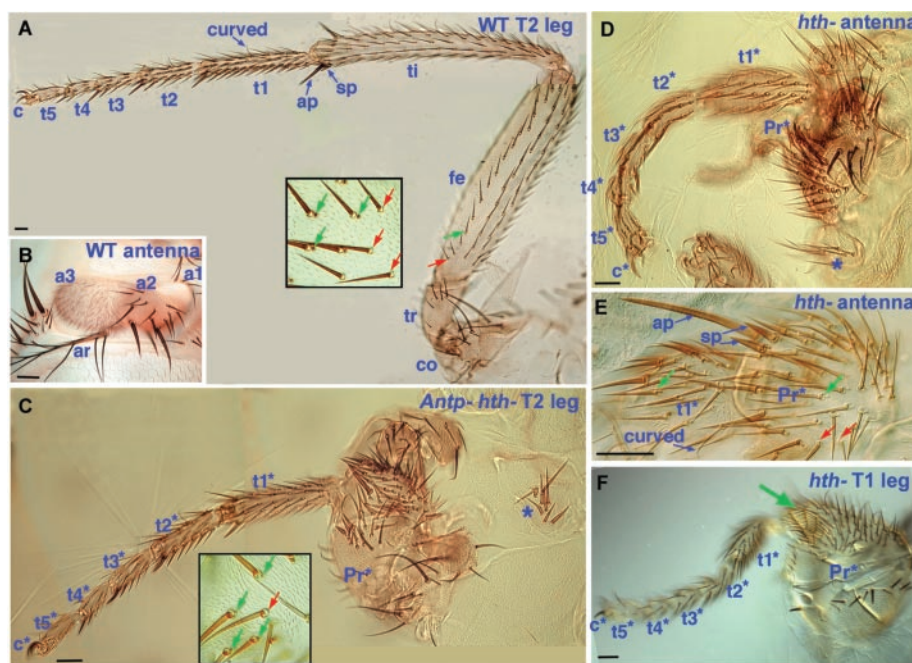 A
WT T2 leg
curved
c
t5
t4
t3
t2
t1
ap
sp
ti
fe
tr
co
B
WT antenna
a3
a2
a1
ar
C
Antp- hth- T2 leg
t1*
t2*
t3*
t4*
t5*
c*
Pr*
*
D
hth- antenna
t1*
t2*
t3*
t4*
t5*
c*
Pr*
*
E
hth- antenna
ap
sp
t1*
Pr*
curved
F
hth- T1 leg
t1*
t2*
t3*
t4*
t5*
c*
Pr*